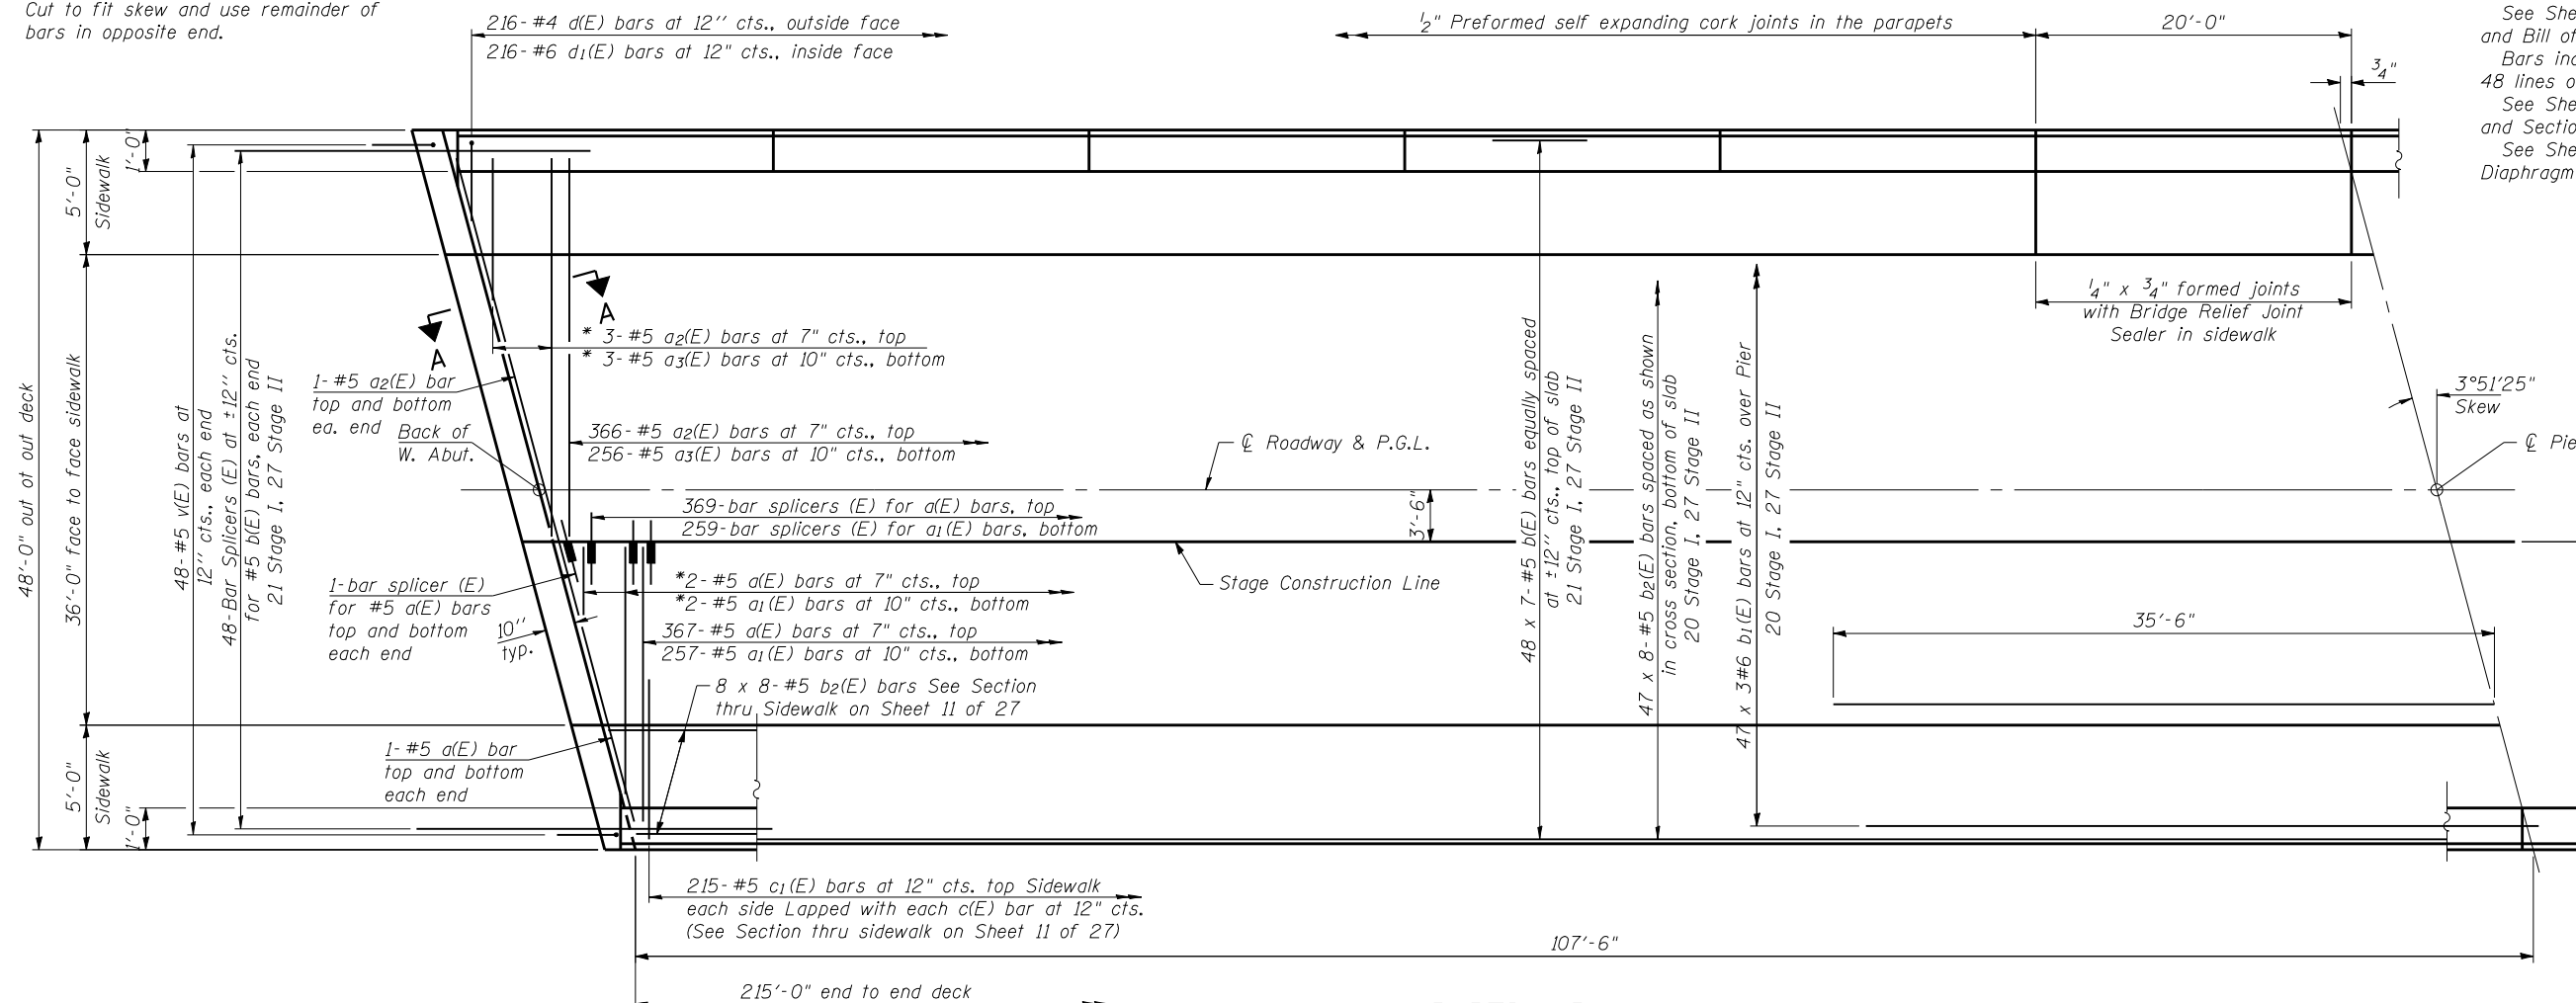 Cut to fit skew and use remainder of
bars in opposite end.
216-#4 d(E) bars at 12'' cts., outside face
216-#6 d1(E) bars at 12" cts., inside face
1/2" Preformed self expanding cork joints in the parapets
20'-0"
3/4"
See She
and Bill of
Bars inc
48 lines o
See She
and Sectio
See She
Diaphragm
48'-0" out ot out deck
5'-0"
Sidewalk
1'-0"
36'-0" face to face sidewalk
5'-0"
Sidewalk
1'-0"
48-#5 v(E) bars at
12'' cts., each end
48-Bar Splicers (E) at ±12'' cts.
for #5 b(E) bars, each end
21 Stage I, 27 Stage II
A
A
* 3-#5 a2(E) bars at 7" cts., top
* 3-#5 a3(E) bars at 10" cts., bottom
1-#5 a2(E) bar
top and bottom
ea. end
Back of
W. Abut.
366-#5 a2(E) bars at 7" cts., top
256-#5 a3(E) bars at 10" cts., bottom
℄ Roadway & P.G.L.
369-bar splicers (E) for a(E) bars, top
259-bar splicers (E) for a1(E) bars, bottom
3'-6"
1-bar splicer (E)
for #5 a(E) bars
top and bottom
each end
10''
typ.
*2-#5 a(E) bars at 7" cts., top
*2-#5 a1(E) bars at 10" cts., bottom
Stage Construction Line
367-#5 a(E) bars at 7" cts., top
257-#5 a1(E) bars at 10" cts., bottom
8 x 8-#5 b2(E) bars See Section
thru Sidewalk on Sheet 11 of 27
1-#5 a(E) bar
top and bottom
each end
48 x 7-#5 b(E) bars equally spaced
at ±12'' cts., top of slab
21 Stage I, 27 Stage II
47 x 8-#5 b2(E) bars spaced as shown
in cross section, bottom of slab
20 Stage I, 27 Stage II
47 x 3#6 b1(E) bars at 12" cts. over Pier
20 Stage I, 27 Stage II
1/4" x 3/4" formed joints
with Bridge Relief Joint
Sealer in sidewalk
3°51'25"
Skew
℄ Pie
35'-6"
215-#5 c1(E) bars at 12" cts. top Sidewalk
each side Lapped with each c(E) bar at 12" cts.
(See Section thru sidewalk on Sheet 11 of 27)
107'-6"
215'-0" end to end deck